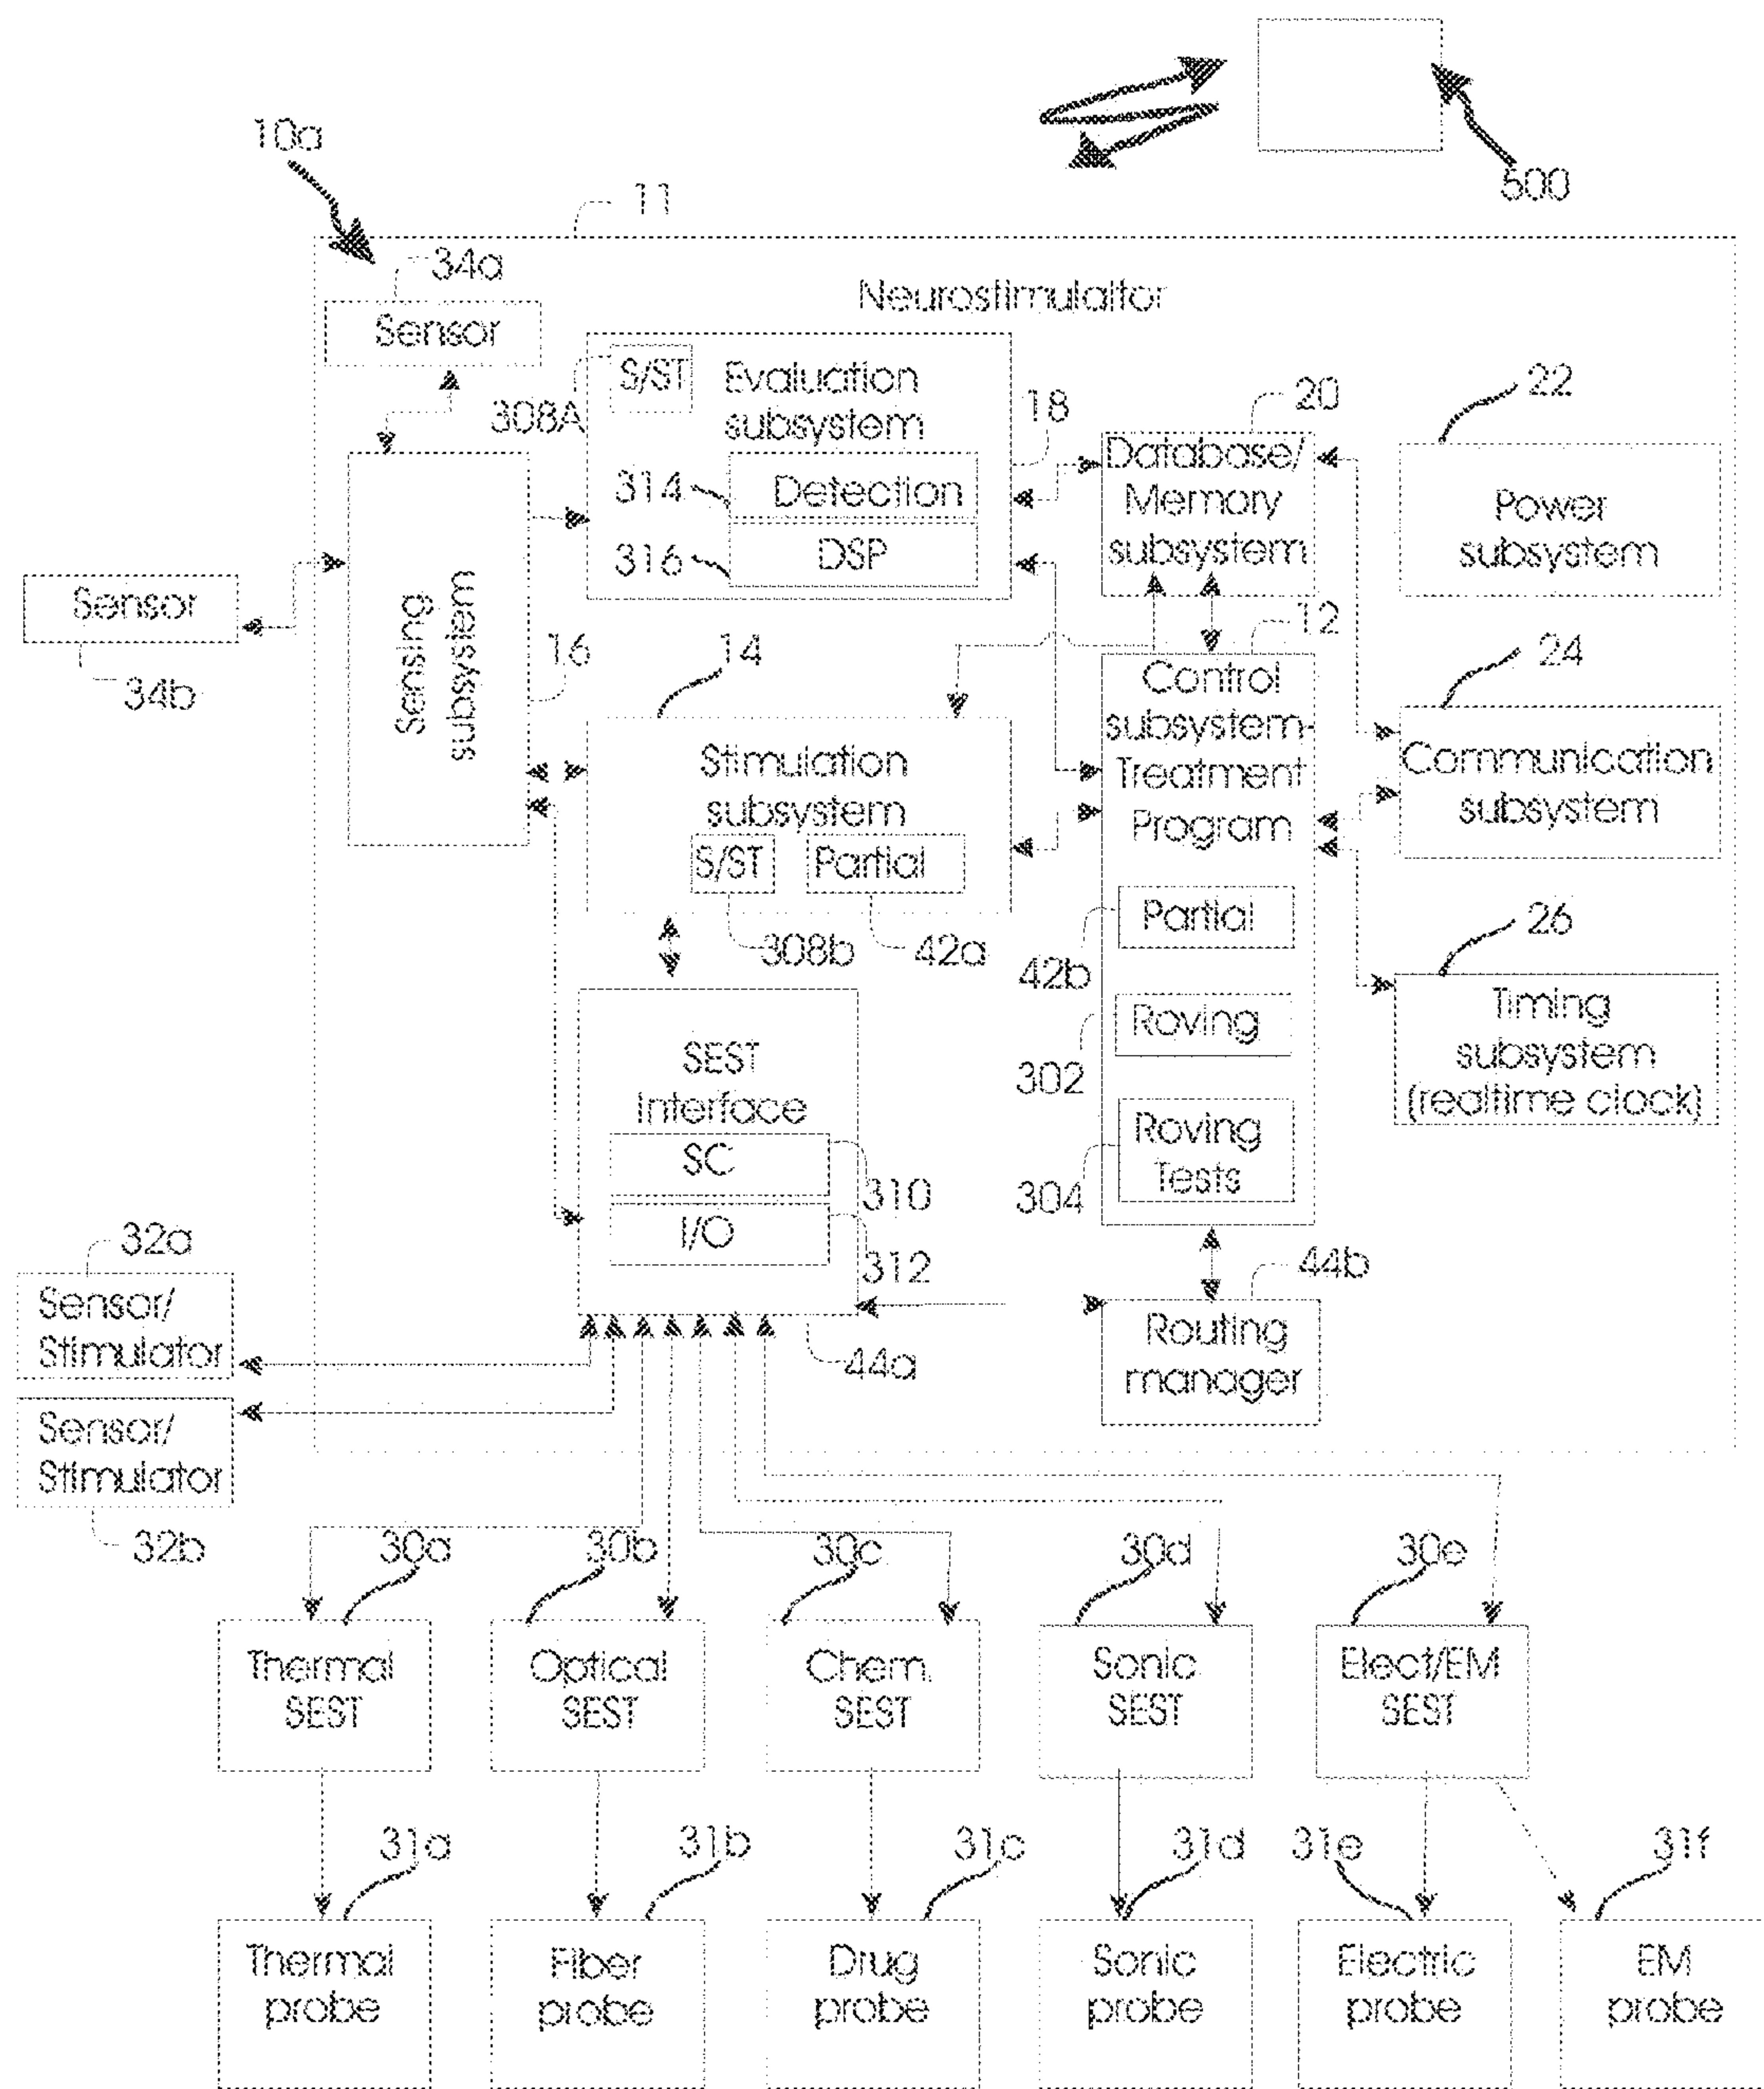 10a
500
11
34a
Neurostimulaitor
Sensor
S/ST
Evaluation
subsystem
308A
18
20
22
Database/
Memory
subsystem
314
Detection
316
DSP
Power
subsystem
Sensor
34b
Sensing
subsystem
16
14
12
24
Control
subsystem-
Treatment
Program
Stimulation
subsystem
S/ST
Partial
308b
42a
Communication
subsystem
Partial
42b
26
Roving
302
Timing
subsystem
(realtime clock)
SEST
Interface
SC
310
I/O
312
Roving
Tests
304
32a
Sensor/
Stimulator
44b
Routing
manager
44a
Sensor/
Stimulator
32b
30a
30b
30c
30d
30e
Thermal
SEST
Optical
SEST
Chem.
SEST
Sonic
SEST
Elect/EM
SEST
31a
31b
31c
31d
31e
31f
Thermal
probe
Fiber
probe
Drug
probe
Sonic
probe
Electric
probe
EM
probe